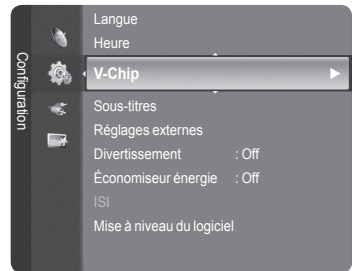 Configuration
Langue
Heure
V-Chip
Sous-titres
Réglages externes
Divertissement : Off
Économiseur énergie : Off
ISI
Mise à niveau du logiciel